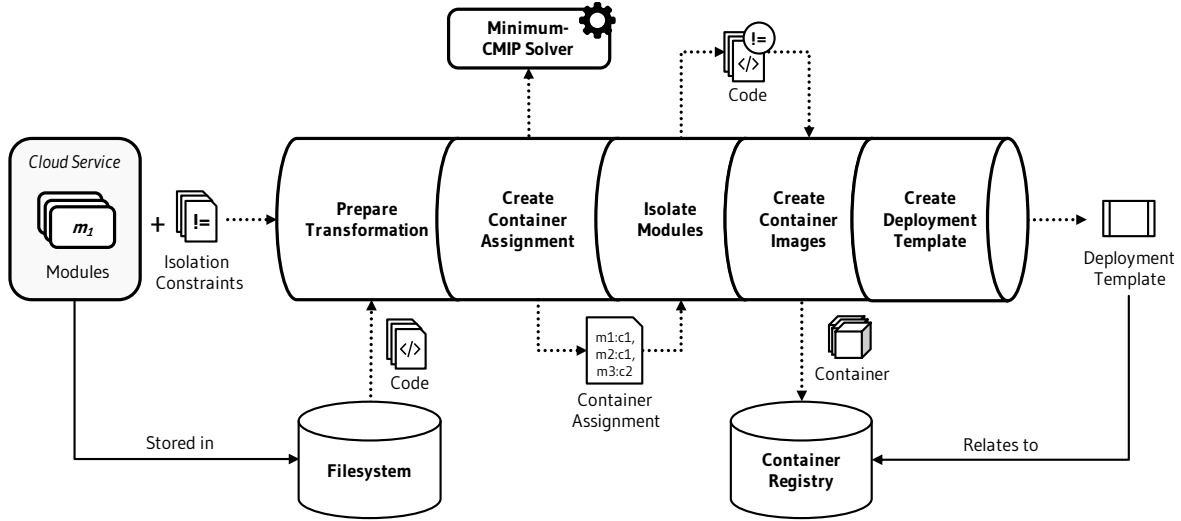 Minimum-
CMIP Solver
!=
</>
Code
Cloud Service
m1
Modules
+
!=
Isolation
Constraints
Prepare
Transformation
Create
Container
Assignment
Isolate
Modules
Create
Container
Images
Create
Deployment
Template
Deployment
Template
</>
Code
m1:c1,
m2:c1,
m3:c2
Container
Assignment
Container
Stored in
Filesystem
Container
Registry
Relates to